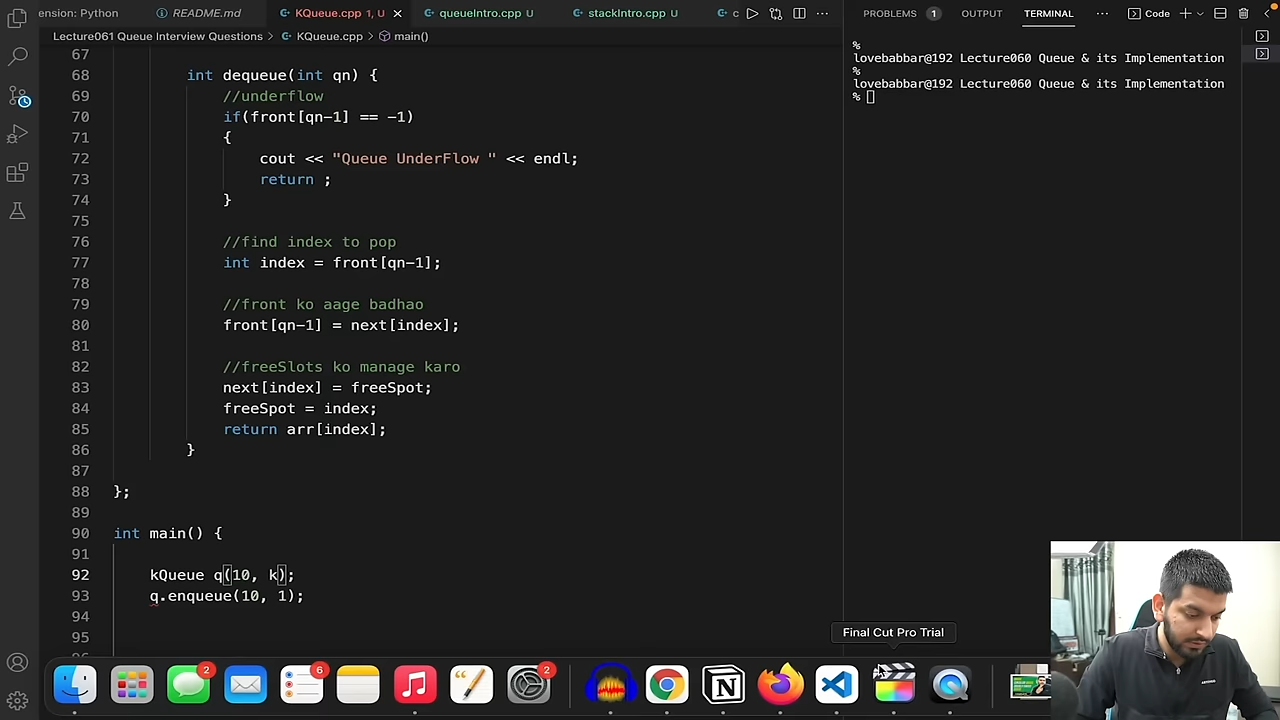 ension: Python README.md KQueue.cpp 1, U queueIntro.cpp U stackIntro.cpp U c PROBLEMS 1 OUTPUT TERMINAL Code
Lecture061 Queue Interview Questions > KQueue.cpp > main()
67
68 int dequeue(int qn) {
69 //underflow
70 if(front[qn-1] == -1)
71 {
72 cout << "Queue UnderFlow " << endl;
73 return ;
74 }
75
76 //find index to pop
77 int index = front[qn-1];
78
79 //front ko aage badhao
80 front[qn-1] = next[index];
81
82 //freeSlots ko manage karo
83 next[index] = freeSpot;
84 freeSpot = index;
85 return arr[index];
86 }
87
88 };
89
90 int main() {
91
92 kQueue q(10, k);
93 q.enqueue(10, 1);
94
95
%
lovebabbar@192 Lecture060 Queue & its Implementation
%
lovebabbar@192 Lecture060 Queue & its Implementation
%
Final Cut Pro Trial
2
6
2